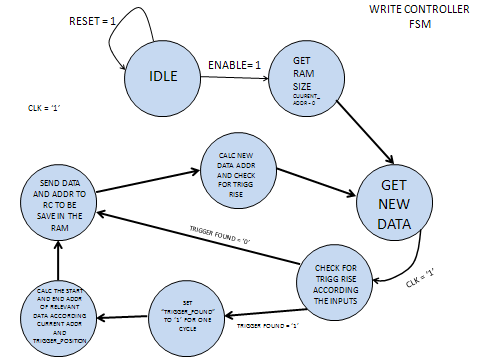 WRITE CONTROLLER
FSM
RESET = 1
IDLE
ENABLE= 1
GET
RAM
SIZE
CUURENT_
ADDR = 0
CLK = '1'
CALC NEW
DATA ADDR
AND CHECK
FOR TRIGG
RISE
SEND DATA
AND ADDR TO
RC TO BE
SAVE IN THE
RAM
GET
NEW
DATA
TRIGGER FOUND = '0'
CHECK FOR
TRIGG RISE
ACCORDING
THE INPUTS
CLK = '1'
CALC THE START
AND END ADDR
OF RELEVANT
DATA ACCORDING
CURRENT ADDR
AND
TRIGGER_POSITION
SET
"TRIGGER_FOUND"
TO '1' FOR ONE
CYCLE
TRIGGER FOUND = '1'